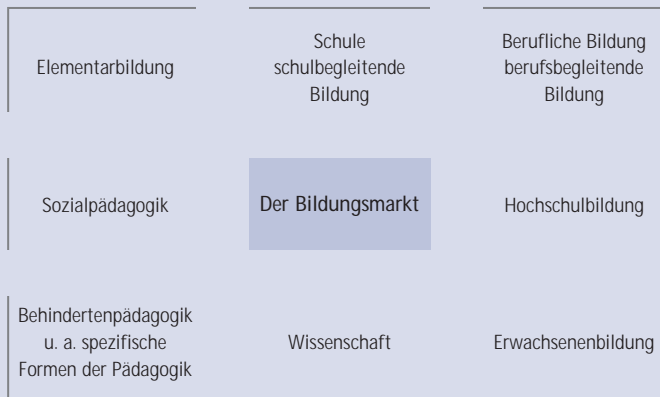 Elementarbildung
Schule
schulbegleitende
Bildung
Berufliche Bildung
berufsbegleitende
Bildung
Sozialpädagogik
Der Bildungsmarkt
Hochschulbildung
Behindertenpädagogik
u. a. spezifische
Formen der Pädagogik
Wissenschaft
Erwachsenenbildung